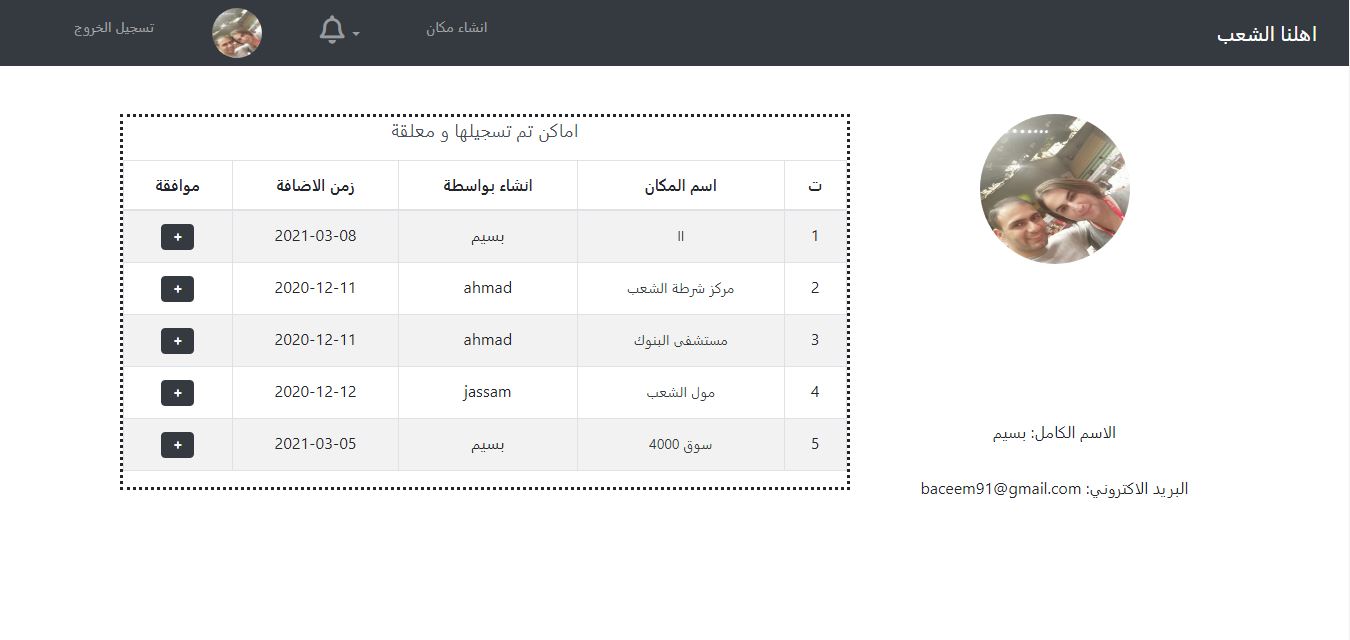 اهلنا الشعب
انشاء مكان
تسجيل الخروج
اماكن تم تسجيلها و معلقة
ت اسم المكان انشاء بواسطة زمن الاضافة موافقة
1 اا بسيم 2021-03-08 +
2 مركز شرطة الشعب ahmad 2020-12-11 +
3 مستشفى البنوك ahmad 2020-12-11 +
4 مول الشعب jassam 2020-12-12 +
5 سوق 4000 بسيم 2021-03-05 +
الاسم الكامل: بسيم
البريد الاكتروني: baceem91@gmail.com